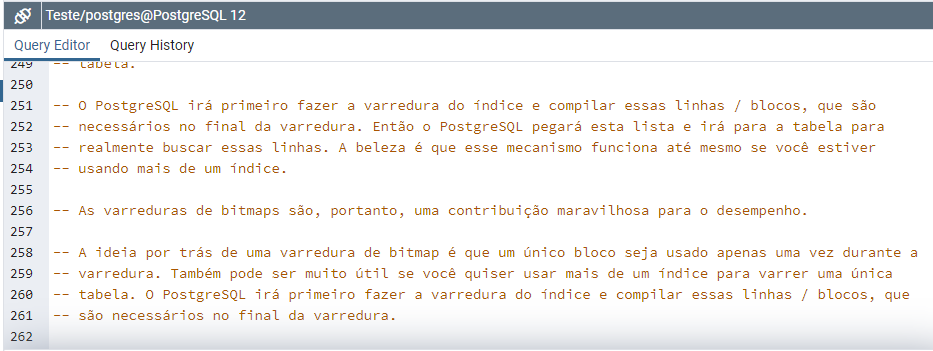 Teste/postgres@PostgreSQL 12
Query Editor Query History
249 -- tabela.
250
251 -- O PostgreSQL irá primeiro fazer a varredura do índice e compilar essas linhas / blocos, que são
252 -- necessários no final da varredura. Então o PostgreSQL pegará esta lista e irá para a tabela para
253 -- realmente buscar essas linhas. A beleza é que esse mecanismo funciona até mesmo se você estiver
254 -- usando mais de um índice.
255
256 -- As varreduras de bitmaps são, portanto, uma contribuição maravilhosa para o desempenho.
257
258 -- A ideia por trás de uma varredura de bitmap é que um único bloco seja usado apenas uma vez durante a
259 -- varredura. Também pode ser muito útil se você quiser usar mais de um índice para varrer uma única
260 -- tabela. O PostgreSQL irá primeiro fazer a varredura do índice e compilar essas linhas / blocos, que
261 -- são necessários no final da varredura.
262